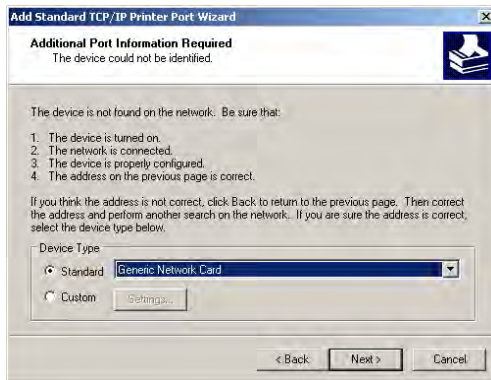 Add Standard TCP/IP Printer Port Wizard
Additional Port Information Required
The device could not be identified.
The device is not found on the network. Be sure that:
1. The device is turned on.
2. The network is connected.
3. The device is properly configured.
4. The address on the previous page is correct.
If you think the address is not correct, click Back to return to the previous page. Then correct
the address and perform another search on the network. If you are sure the address is correct,
select the device type below.
Device Type
Standard Generic Network Card
Custom Settings...
< Back Next > Cancel